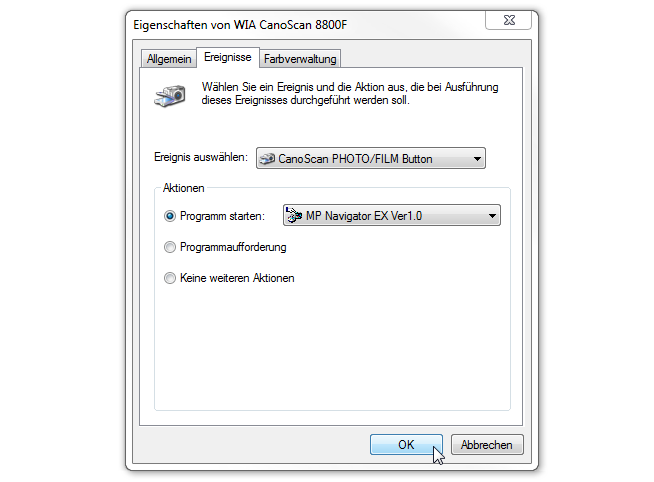 Eigenschaften von WIA CanoScan 8800F
Allgemein Ereignisse Farbverwaltung
Wählen Sie ein Ereignis und die Aktion aus, die bei Ausführung
dieses Ereignisses durchgeführt werden soll.
Ereignis auswählen: CanoScan PHOTO/FILM Button
Aktionen
Programm starten: MP Navigator EX Ver1.0
Programmaufforderung
Keine weiteren Aktionen
OK Abbrechen